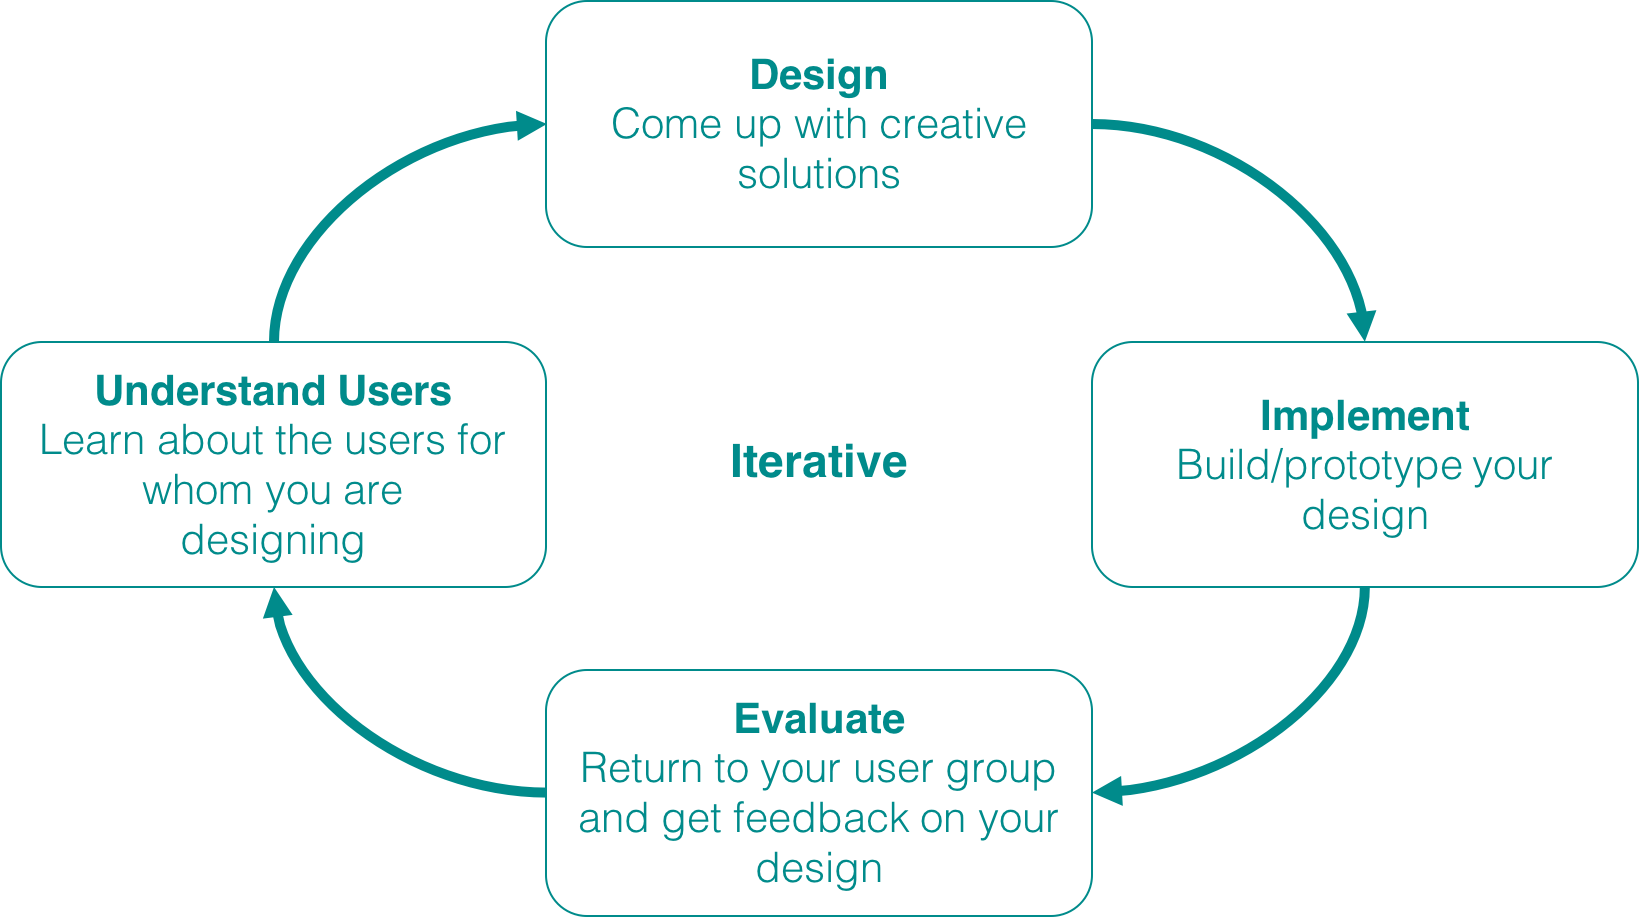 Design
Come up with creative
solutions
Understand Users
Learn about the users for
whom you are
designing
Iterative
Implement
Build/prototype your
design
Evaluate
Return to your user group
and get feedback on your
design